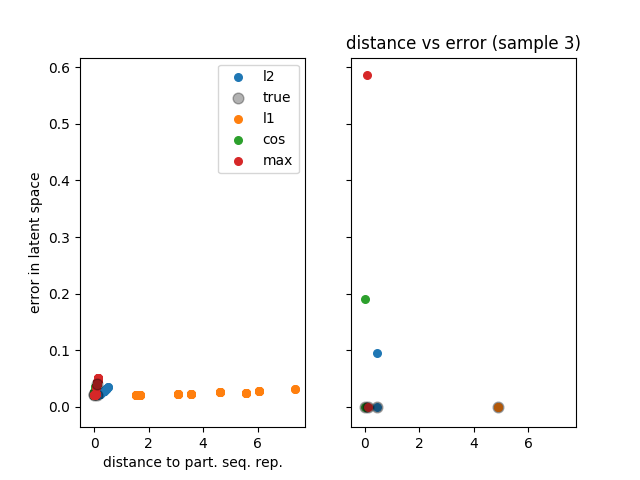 distance vs error (sample 3)
0.6
0.5
0.4
0.3
0.2
0.1
0.0
error in latent space
l2
true
l1
cos
max
0 2 4 6
0 2 4 6
distance to part. seq. rep.